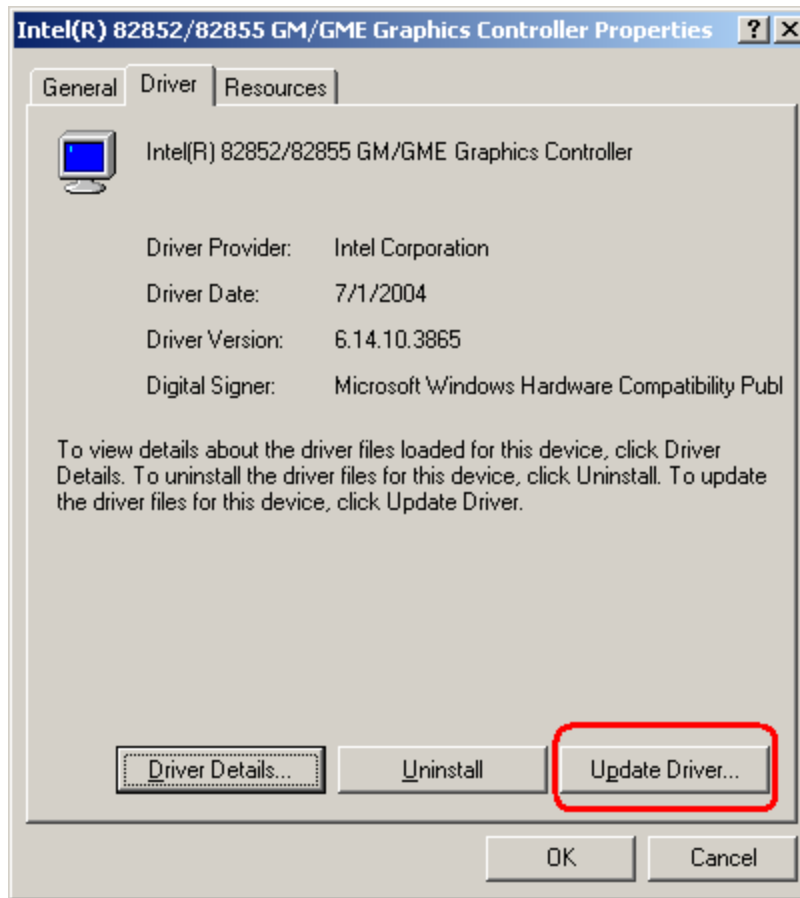 Intel(R) 82852/82855 GM/GME Graphics Controller Properties
General Driver Resources
Intel(R) 82852/82855 GM/GME Graphics Controller
Driver Provider: Intel Corporation
Driver Date: 7/1/2004
Driver Version: 6.14.10.3865
Digital Signer: Microsoft Windows Hardware Compatibility Publ
To view details about the driver files loaded for this device, click Driver
Details. To uninstall the driver files for this device, click Uninstall. To update
the driver files for this device, click Update Driver.
Driver Details... Uninstall Update Driver...
OK Cancel